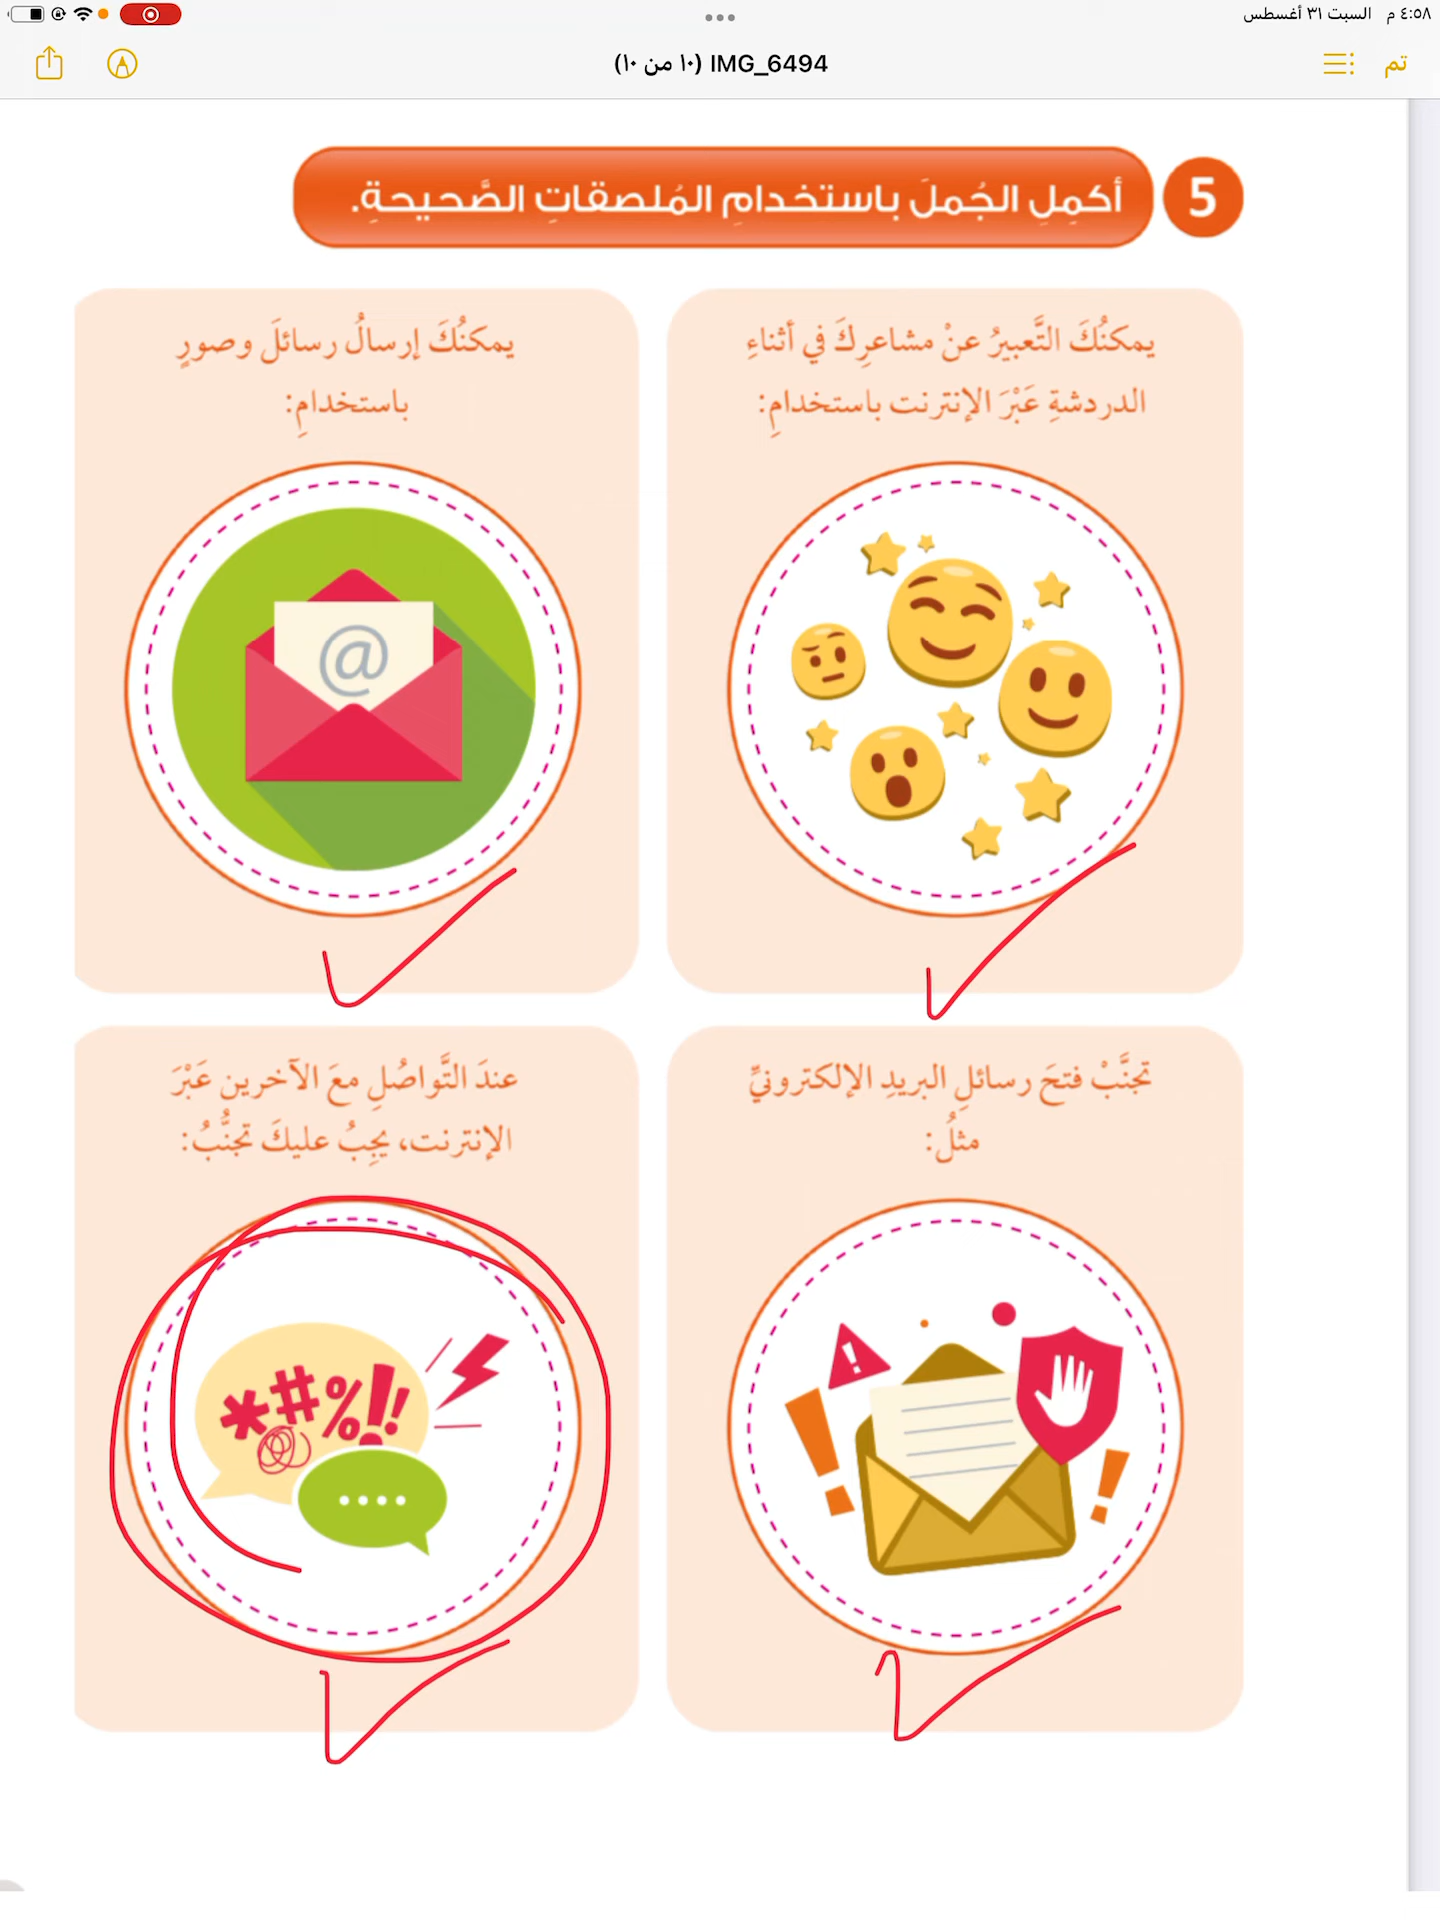 ٤:٥٨ م السبت ٣١ أغسطس
تم
IMG_6494 (١٠ من ١٠)
5
أكمِلِ الجُملَ باستخدامِ المُلصقاتِ الصَّحيحةِ.
يمكنُكَ التَّعبيرُ عنْ مشاعرِكَ في أثناءِ
الدردشةِ عَبْرَ الإنترنت باستخدامِ:
يمكنُكَ إرسالُ رسائلَ وصورٍ
باستخدامِ:
@
تجنَّبْ فتحَ رسائلِ البريدِ الإلكترونيِّ
مثلُ:
!
!
!
عندَ التَّواصُلِ معَ الآخرين عَبْرَ
الإنترنت، يجِبُ عليكَ تجنُّبُ:
*#%!!
....